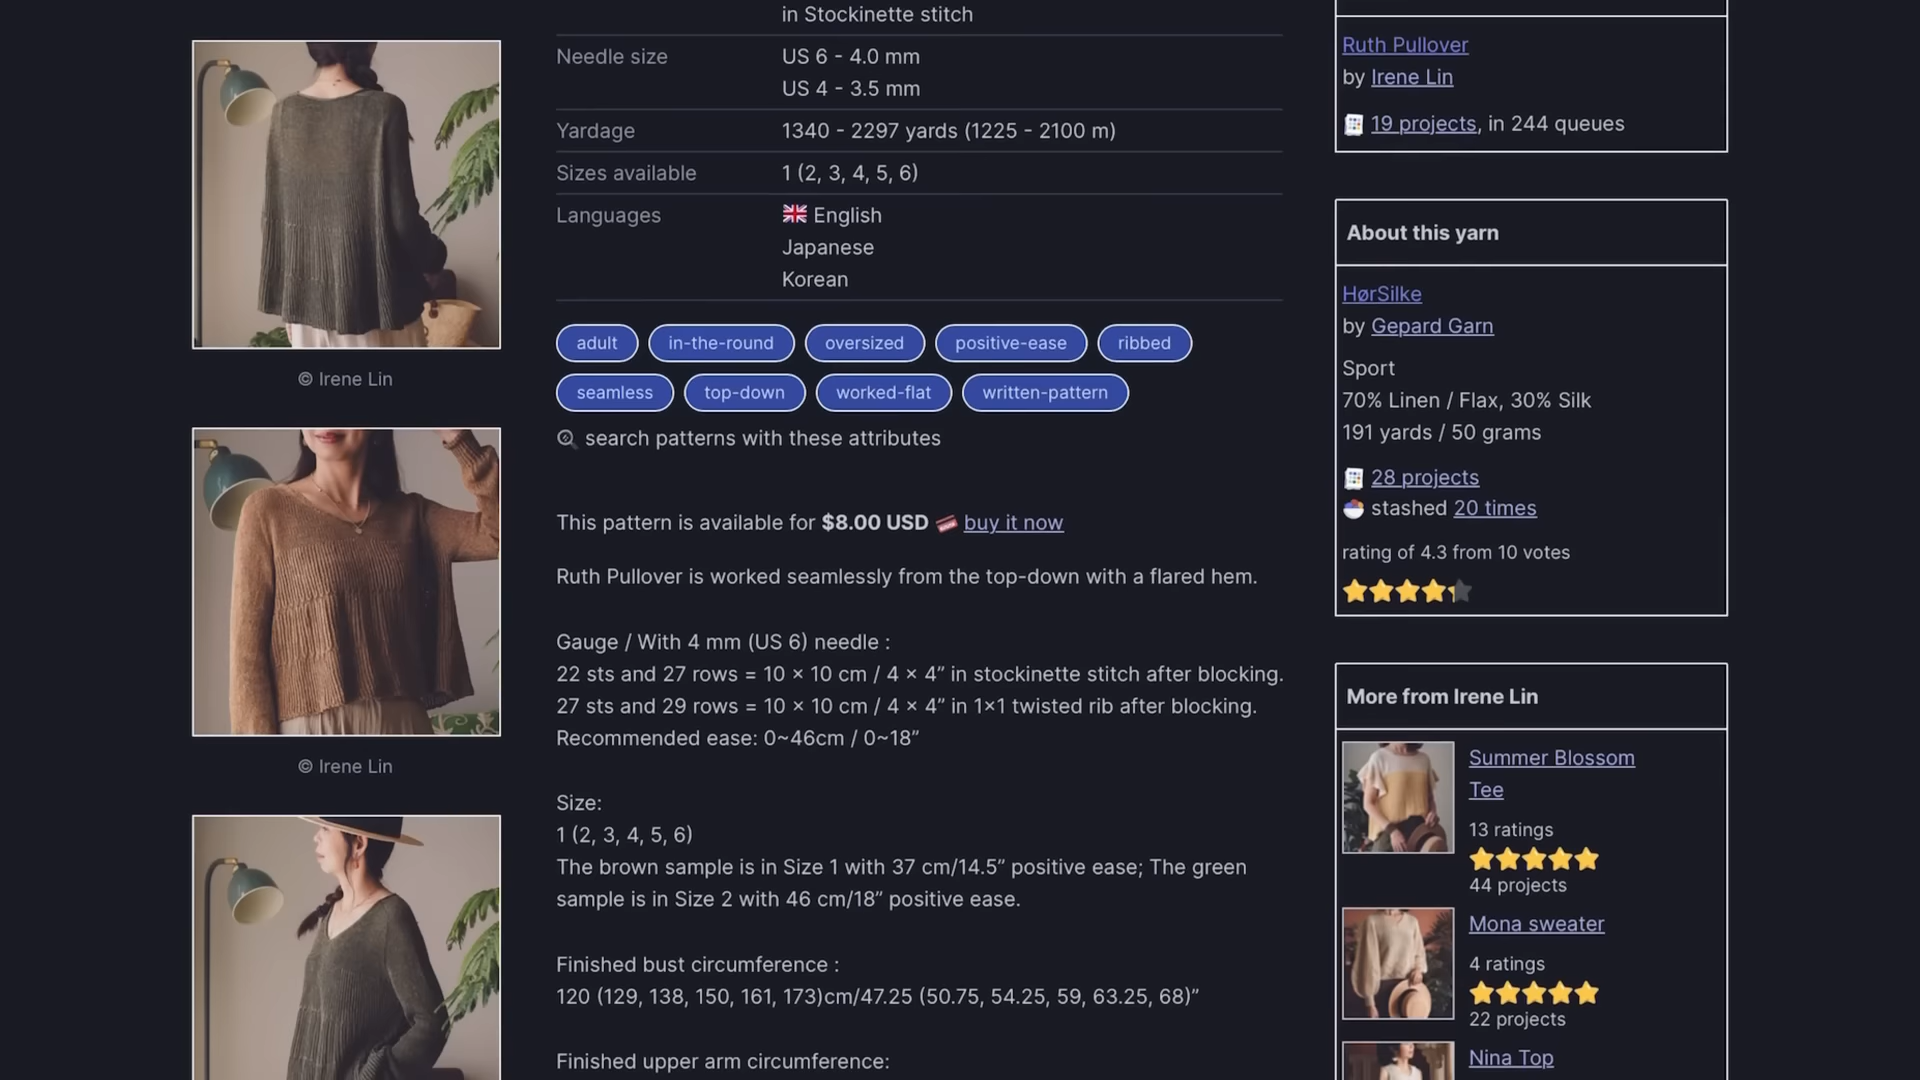 in Stockinette stitch
Needle size
US 6 - 4.0 mm
US 4 - 3.5 mm
Yardage
1340 - 2297 yards (1225 - 2100 m)
Sizes available
1 (2, 3, 4, 5, 6)
Languages
English
Japanese
Korean
adult
in-the-round
oversized
positive-ease
ribbed
seamless
top-down
worked-flat
written-pattern
search patterns with these attributes
This pattern is available for $8.00 USD buy it now
Ruth Pullover is worked seamlessly from the top-down with a flared hem.
Gauge / With 4 mm (US 6) needle :
22 sts and 27 rows = 10 × 10 cm / 4 × 4” in stockinette stitch after blocking.
27 sts and 29 rows = 10 × 10 cm / 4 × 4” in 1×1 twisted rib after blocking.
Recommended ease: 0~46cm / 0~18”
Size:
1 (2, 3, 4, 5, 6)
The brown sample is in Size 1 with 37 cm/14.5” positive ease; The green
sample is in Size 2 with 46 cm/18” positive ease.
Finished bust circumference :
120 (129, 138, 150, 161, 173)cm/47.25 (50.75, 54.25, 59, 63.25, 68)”
Finished upper arm circumference:
© Irene Lin
© Irene Lin
Ruth Pullover
by Irene Lin
19 projects, in 244 queues
About this yarn
HørSilke
by Gepard Garn
Sport
70% Linen / Flax, 30% Silk
191 yards / 50 grams
28 projects
stashed 20 times
rating of 4.3 from 10 votes
More from Irene Lin
Summer Blossom
Tee
13 ratings
44 projects
Mona sweater
4 ratings
22 projects
Nina Top